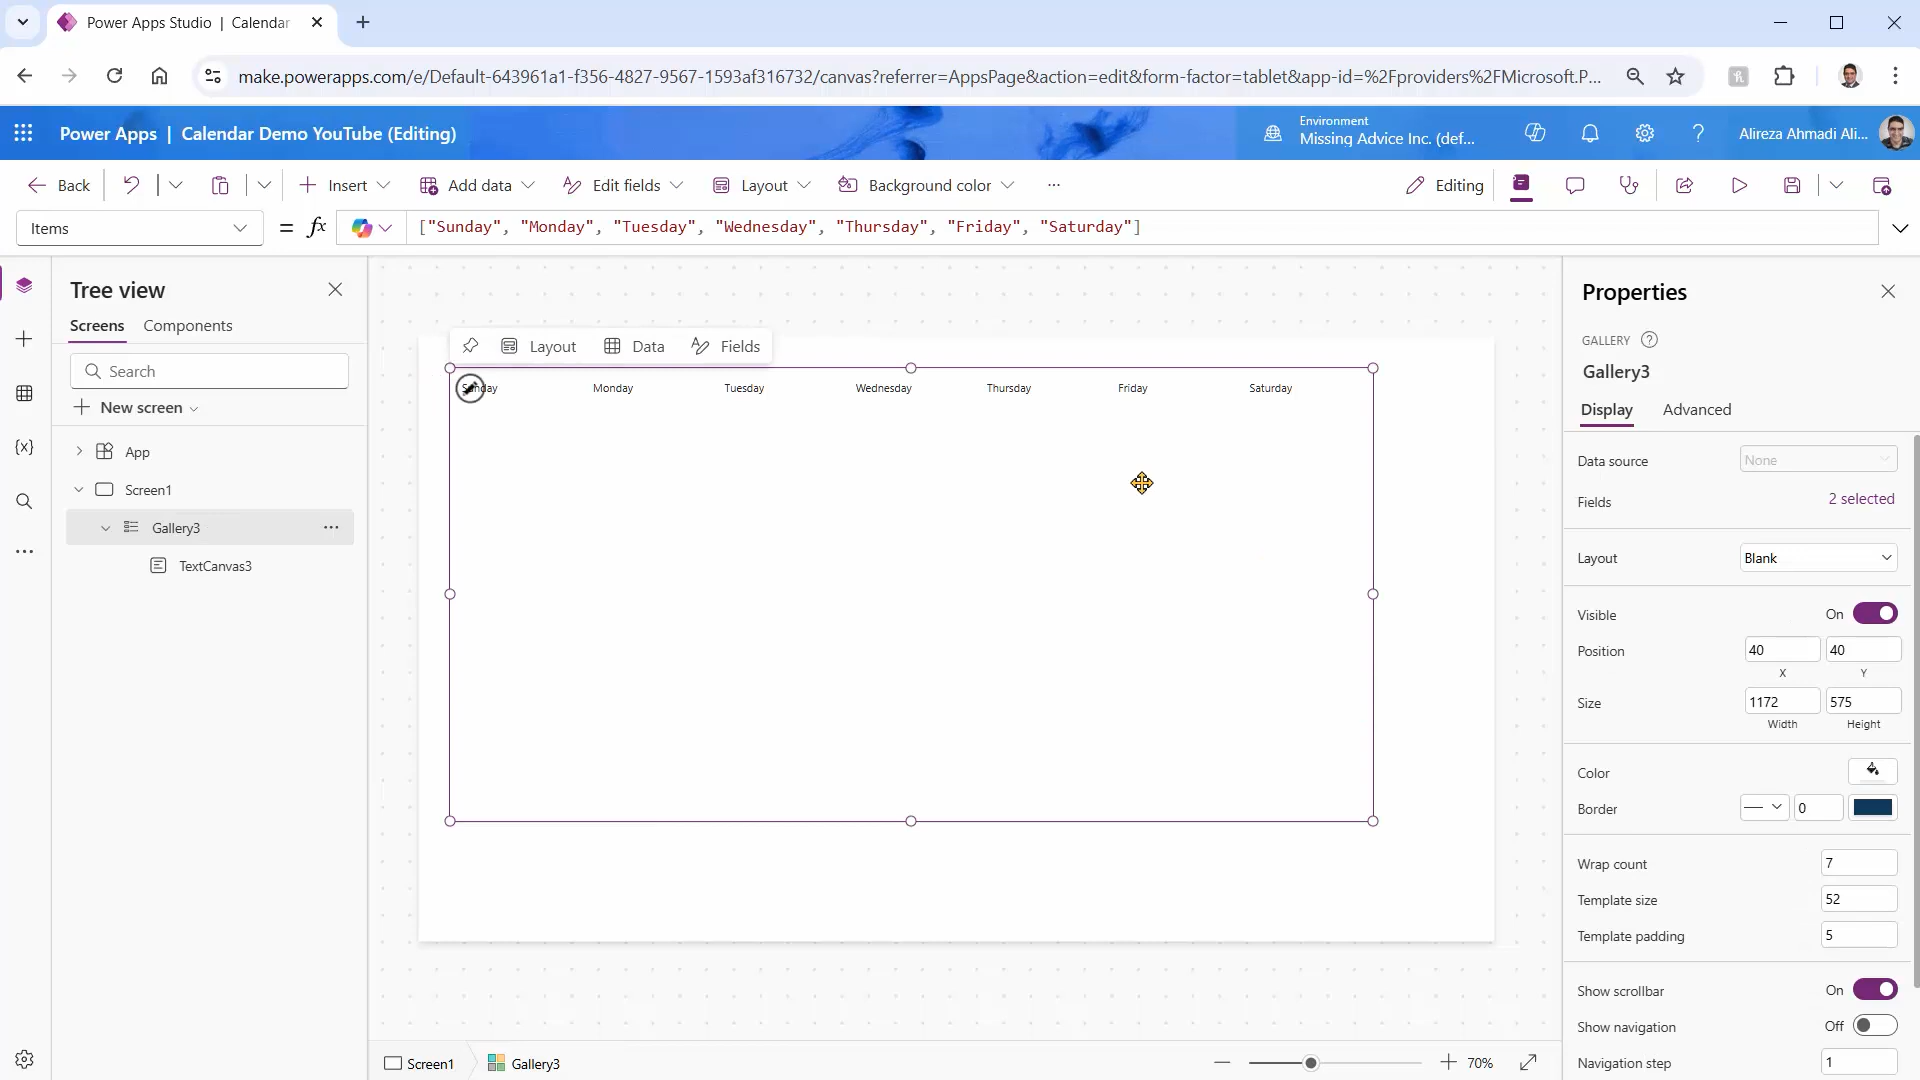 Power Apps Studio | Calendar
make.powerapps.com/e/Default-643961a1-f356-4827-9567-1593af316732/canvas?referrer=AppsPage&action=edit&form-factor=tablet&app-id=%2Fproviders%2FMicrosoft.P...
Power Apps | Calendar Demo YouTube (Editing)
Environment
Missing Advice Inc. (def...
Alireza Ahmadi Ali...
Back
Insert
Add data
Edit fields
Layout
Background color
...
Editing
Items
= fx
["Sunday", "Monday", "Tuesday", "Wednesday", "Thursday", "Friday", "Saturday"]
Tree view
Screens
Components
Search
New screen
App
Screen1
Gallery3
...
TextCanvas3
Layout
Data
Fields
Sunday
Monday
Tuesday
Wednesday
Thursday
Friday
Saturday
Screen1
Gallery3
70%
Properties
GALLERY
Gallery3
Display
Advanced
Data source
None
Fields
2 selected
Layout
Blank
Visible
On
Position
40
40
X
Y
Size
1172
575
Width
Height
Color
Border
0
Wrap count
7
Template size
52
Template padding
5
Show scrollbar
On
Show navigation
Off
Navigation step
1